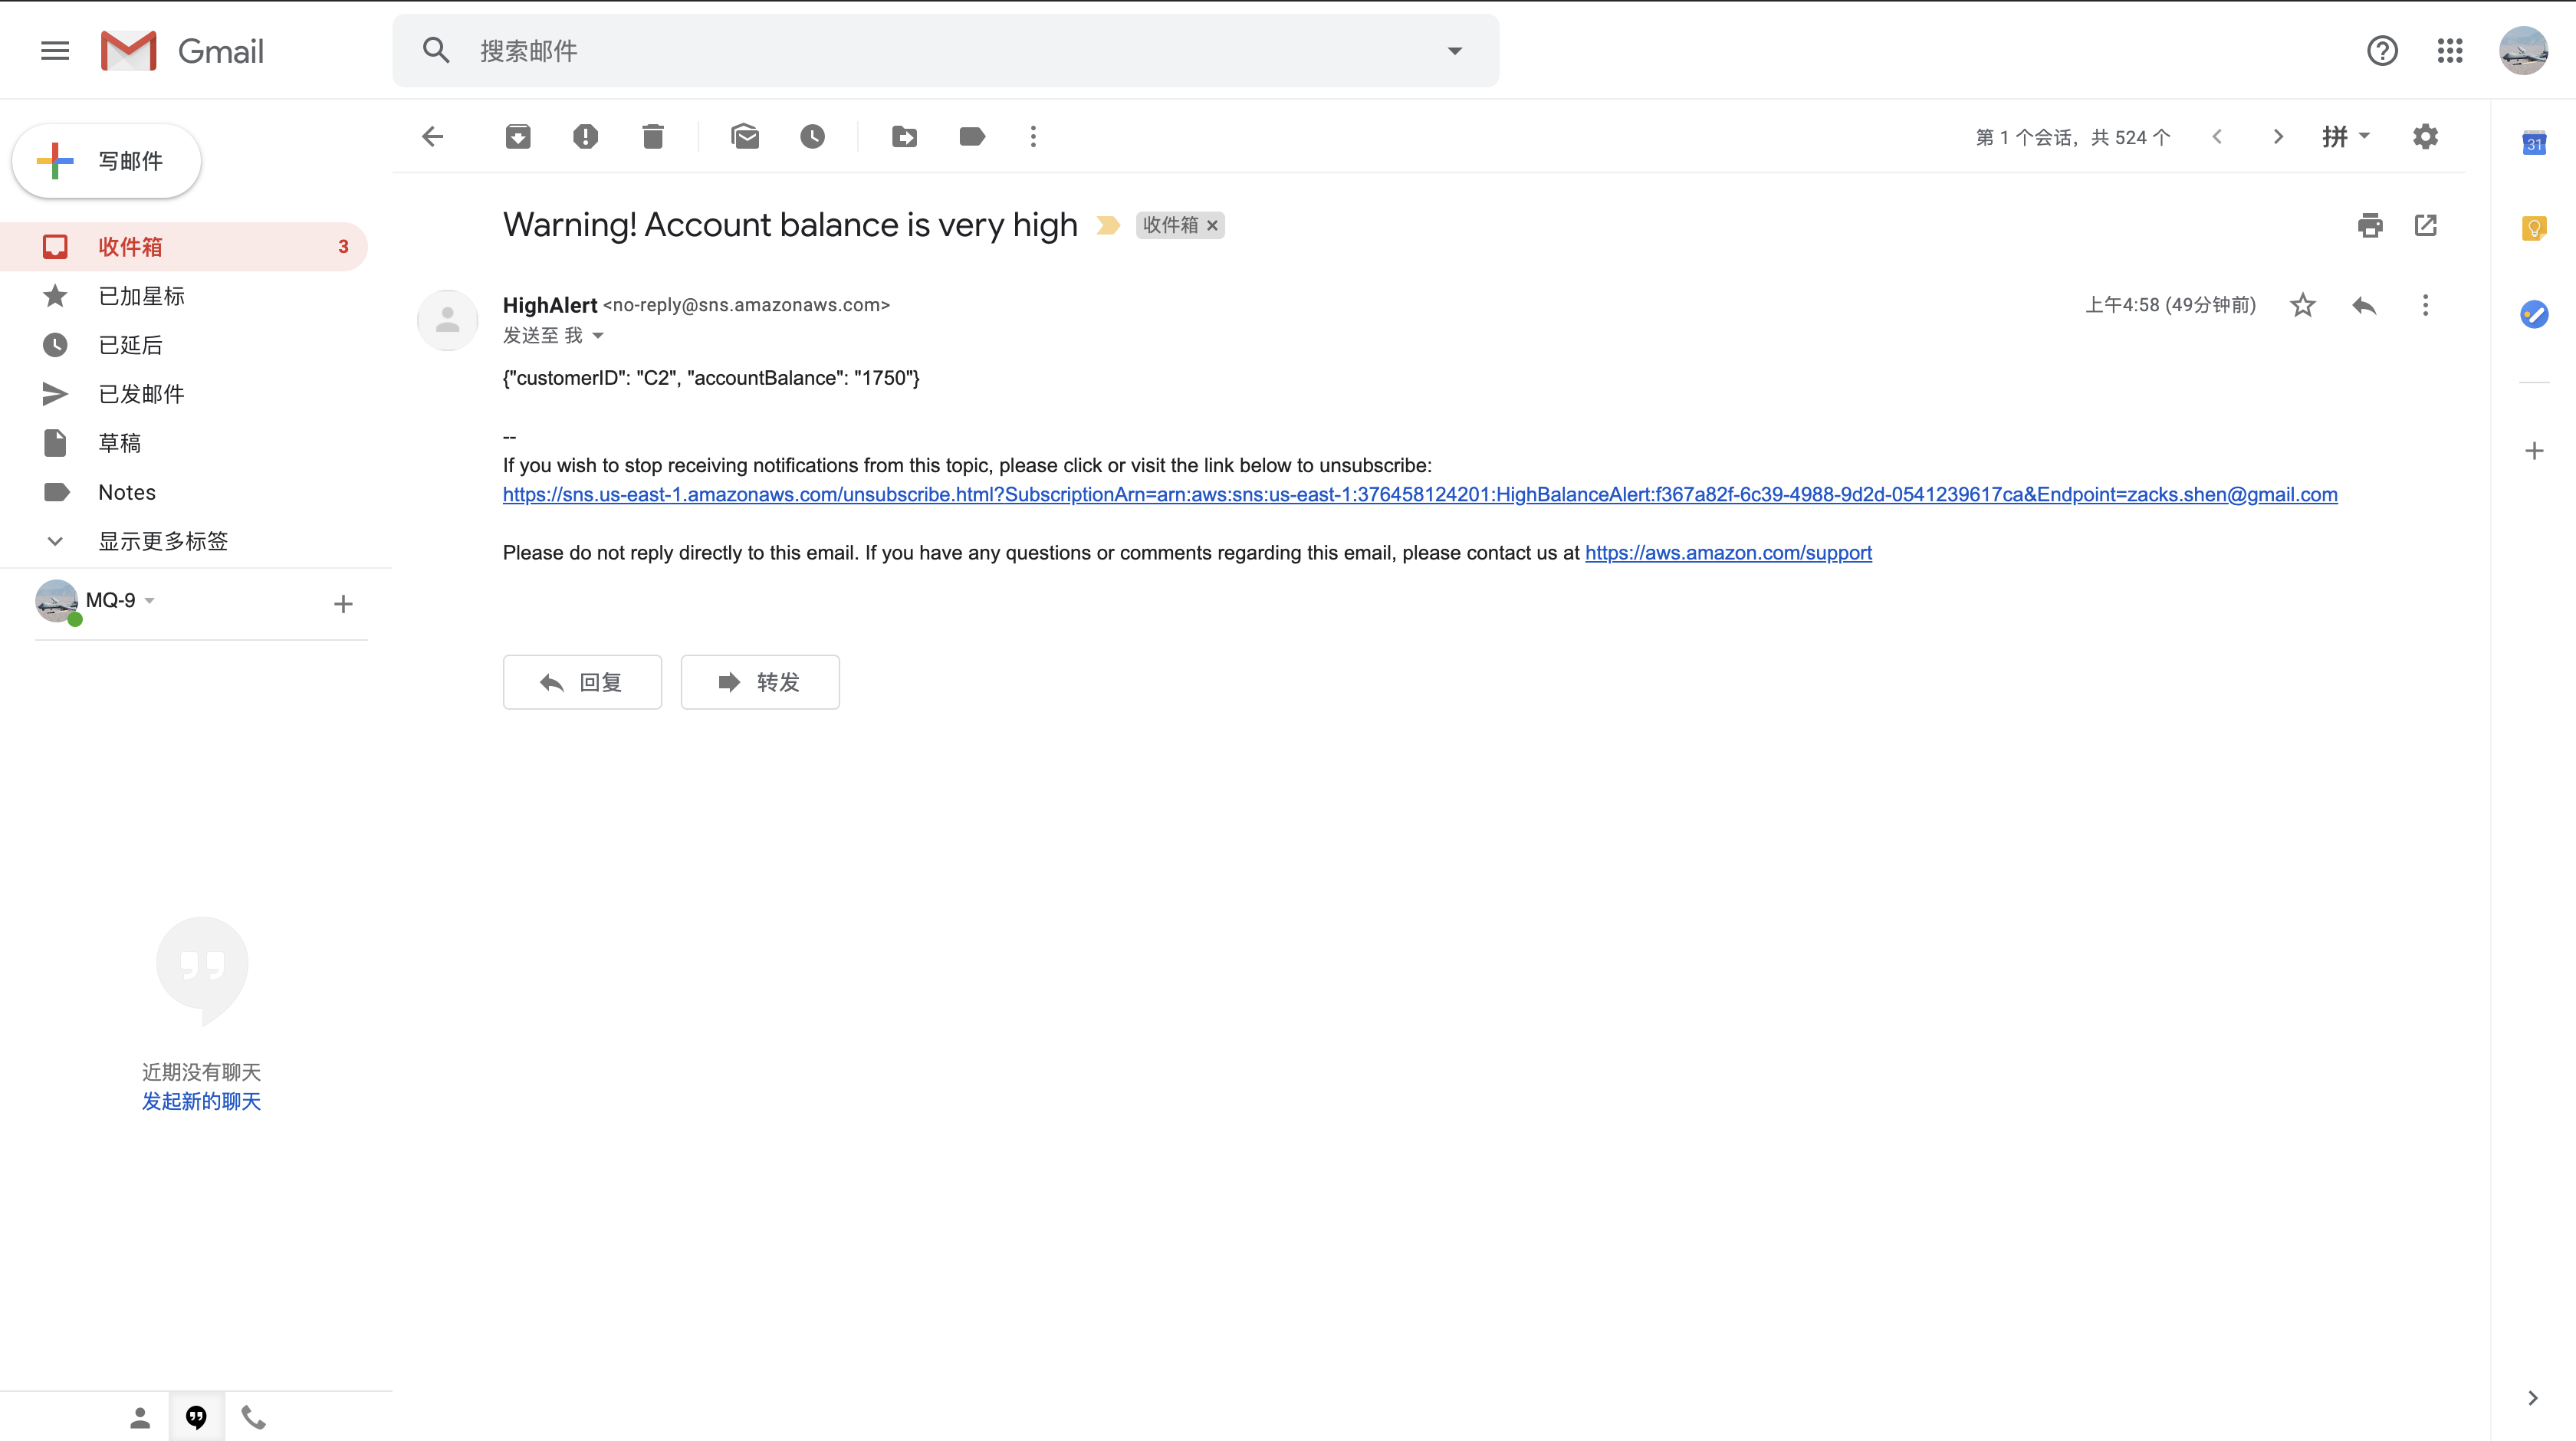 Gmail
搜索邮件
写邮件
第 1 个会话，共 524 个
拼
31
收件箱 3
已加星标
已延后
已发邮件
草稿
Notes
显示更多标签
MQ-9
近期没有聊天
发起新的聊天
Warning! Account balance is very high 收件箱 ×
HighAlert <no-reply@sns.amazonaws.com> 上午4:58 (49分钟前)
发送至 我
{"customerID": "C2", "accountBalance": "1750"}
--
If you wish to stop receiving notifications from this topic, please click or visit the link below to unsubscribe:
https://sns.us-east-1.amazonaws.com/unsubscribe.html?SubscriptionArn=arn:aws:sns:us-east-1:376458124201:HighBalanceAlert:f367a82f-6c39-4988-9d2d-0541239617ca&Endpoint=zacks.shen@gmail.com
Please do not reply directly to this email. If you have any questions or comments regarding this email, please contact us at https://aws.amazon.com/support
回复
转发